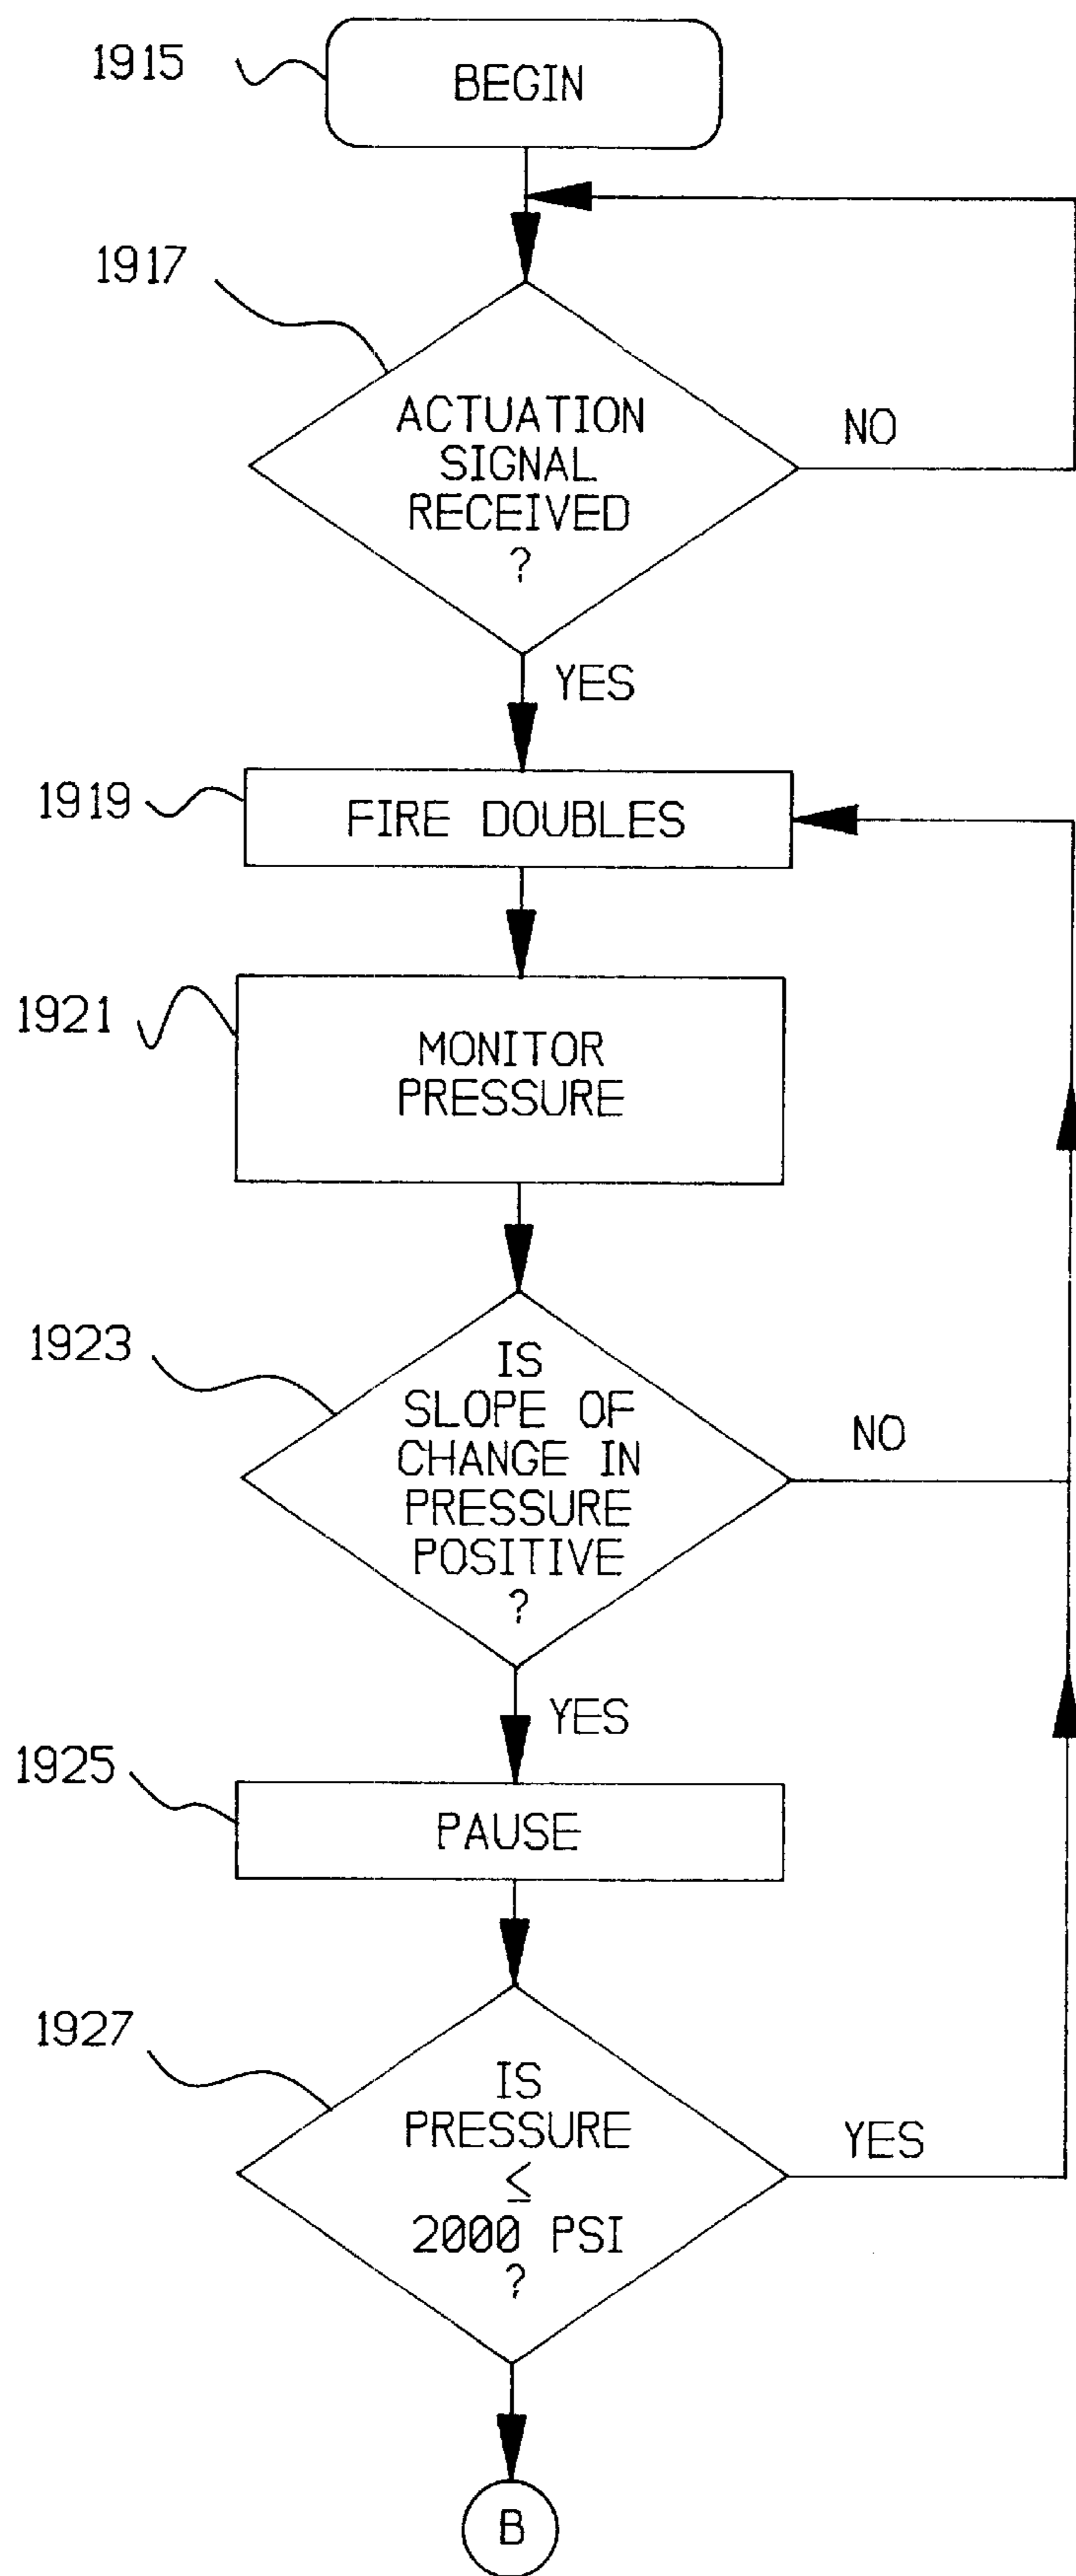 1915
BEGIN
1917
ACTUATION
SIGNAL
RECEIVED
?
NO
YES
1919
FIRE DOUBLES
1921
MONITOR
PRESSURE
1923
IS
SLOPE OF
CHANGE IN
PRESSURE
POSITIVE
?
NO
YES
1925
PAUSE
1927
IS
PRESSURE
≤
2000 PSI
?
YES
B